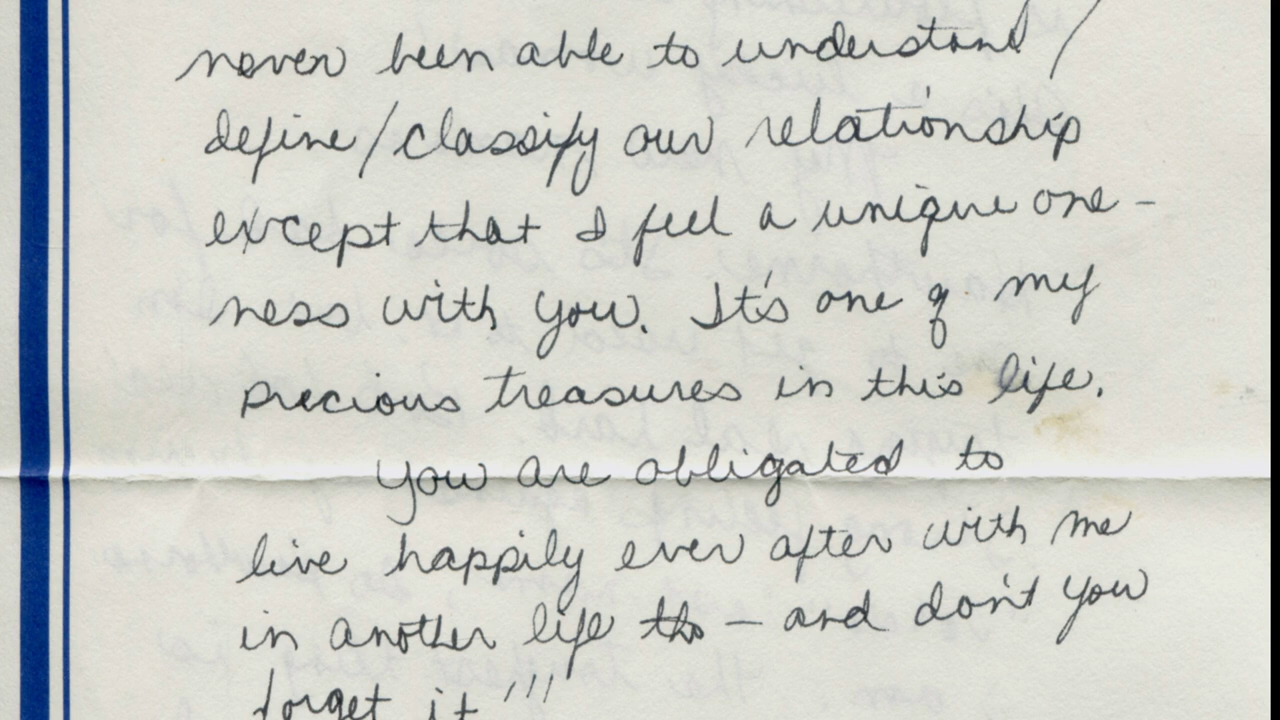 never been able to understand/
define/classify our relationship
except that I feel a unique one-
ness with you. It's one of my
precious treasures in this life.
You are obligated to
live happily ever after with me
in another life tho — and don't you
forget it!!!